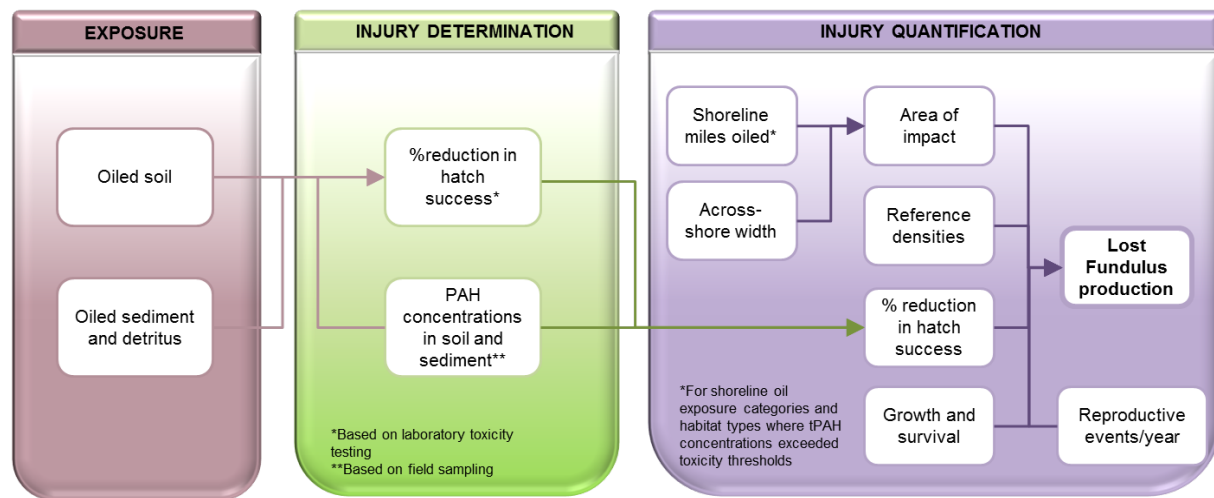 EXPOSURE
Oiled soil
Oiled sediment
and detritus
INJURY DETERMINATION
%reduction in
hatch
success*
PAH
concentrations
in soil and
sediment**
*Based on laboratory toxicity
testing
**Based on field sampling
INJURY QUANTIFICATION
Shoreline
miles oiled*
Across-
shore width
Area of
impact
Reference
densities
% reduction
in hatch
success
Growth and
survival
Lost
Fundulus
production
Reproductive
events/year
*For shoreline oil
exposure categories and
habitat types where tPAH
concentrations exceeded
toxicity thresholds